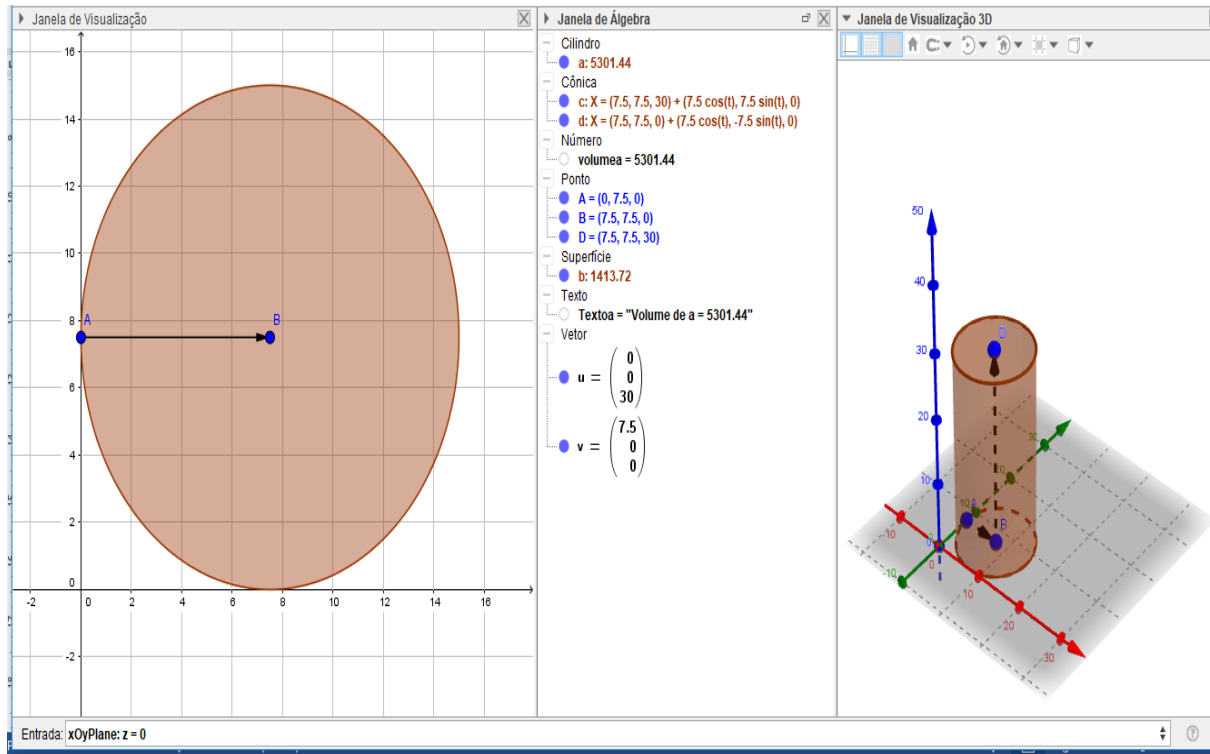 Janela de Visualização
16
14
12
10
8
6
4
2
0
-2
-2
0
2
4
6
8
10
12
14
16
A
B
Janela de Álgebra
Cilindro
a: 5301.44
Cônica
c: X = (7.5, 7.5, 30) + (7.5 cos(t), 7.5 sin(t), 0)
d: X = (7.5, 7.5, 0) + (7.5 cos(t), -7.5 sin(t), 0)
Número
volumea = 5301.44
Ponto
A = (0, 7.5, 0)
B = (7.5, 7.5, 0)
D = (7.5, 7.5, 30)
Superfície
b: 1413.72
Texto
Textoa = "Volume de a = 5301.44"
Vetor
0
u = 0
30
7.5
v = 0
0
Janela de Visualização 3D
50
40
30
20
10
0
D
A
B
30
20
10
-10
-10
0
10
20
30
Entrada: xOyPlane: z = 0